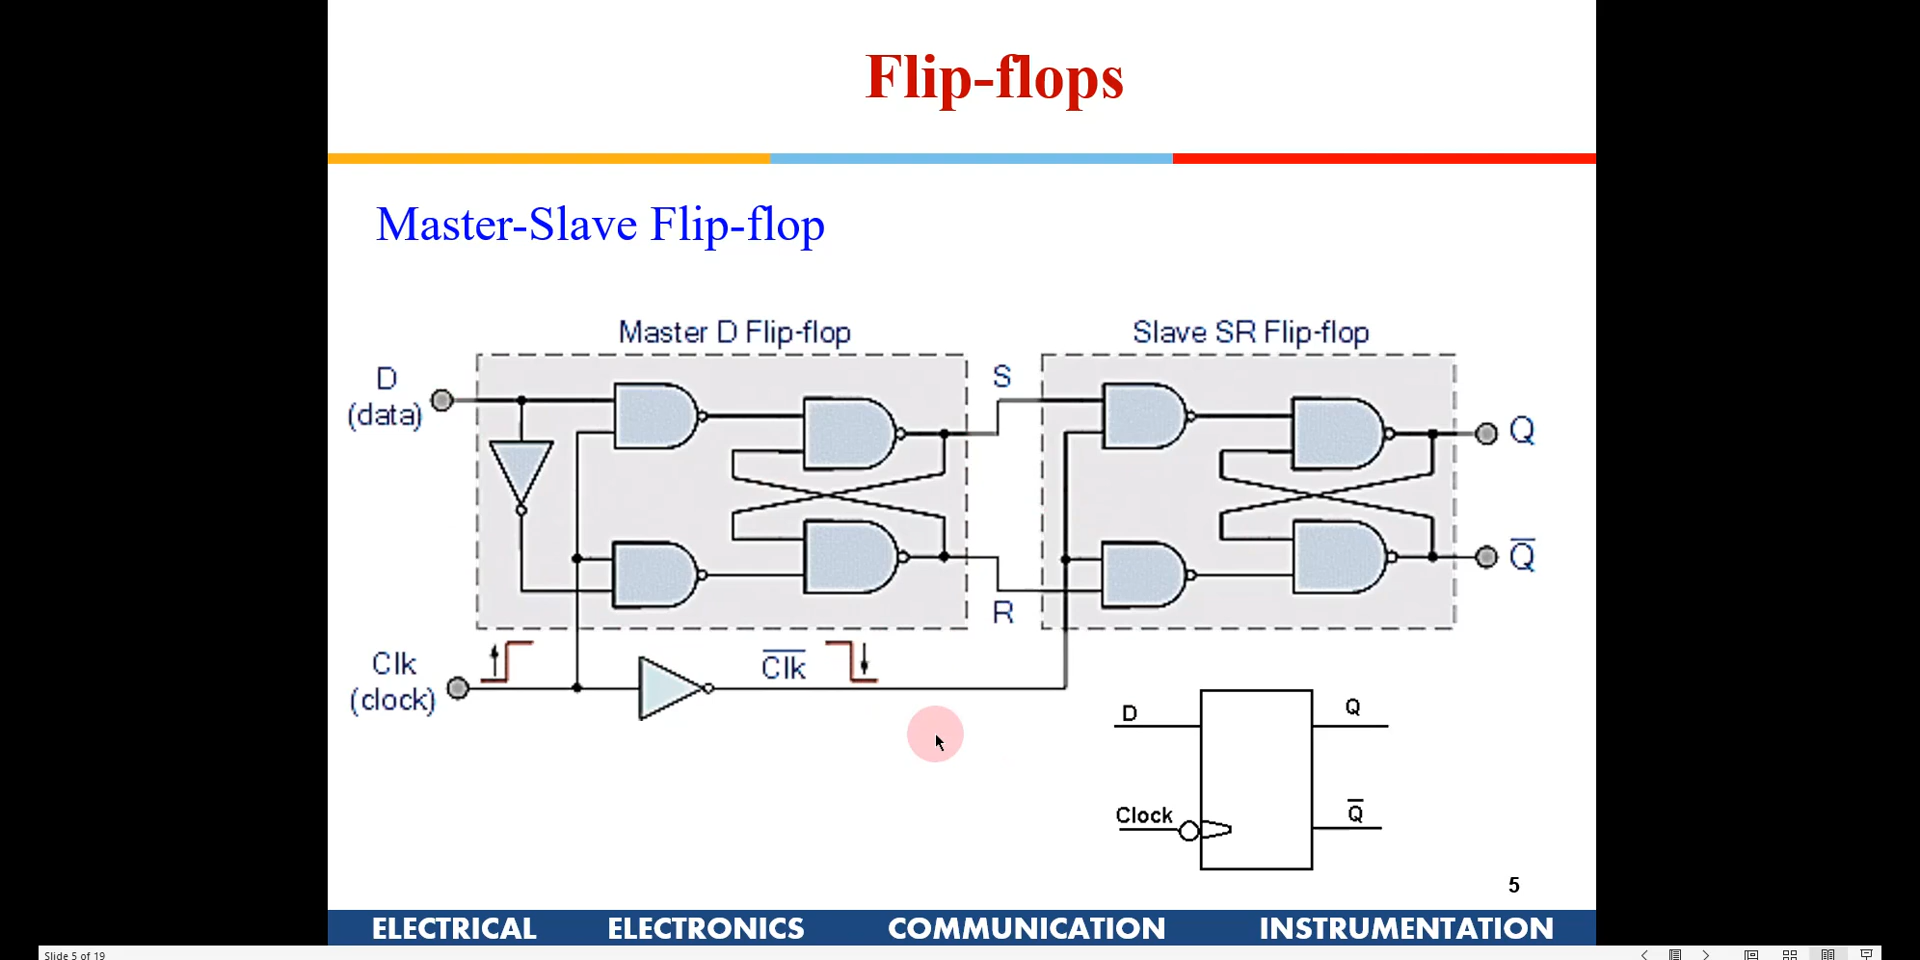 Flip-flops
Master-Slave Flip-flop
Master D Flip-flop
Slave SR Flip-flop
D
(data)
S
Q
Q̅
R
Clk
(clock)
C̅l̅k̅
D
Q
Clock
Q̅
5
ELECTRICAL ELECTRONICS COMMUNICATION INSTRUMENTATION
Slide 5 of 19